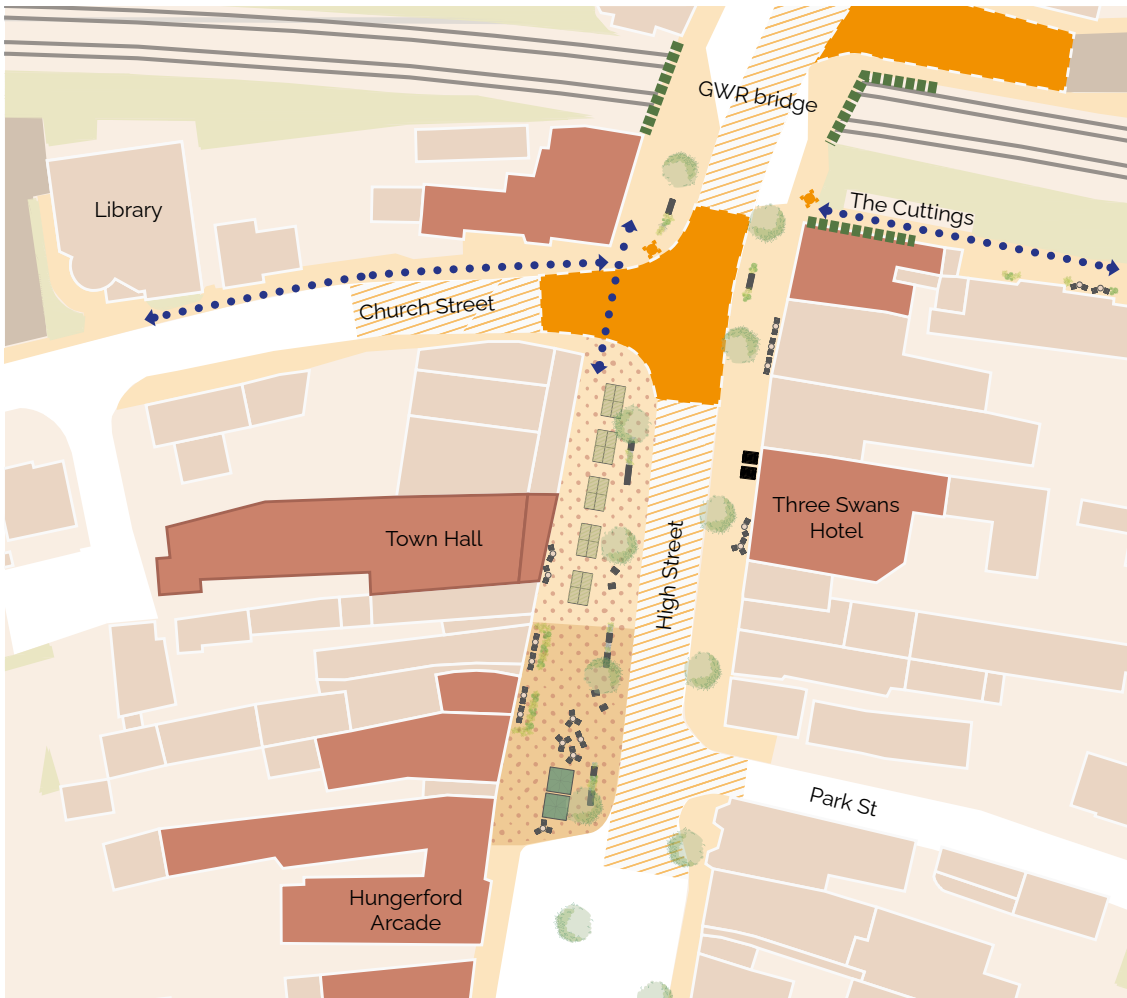 GWR bridge
The Cuttings
Library
Church Street
Three Swans
Hotel
Town Hall
High Street
Park St
Hungerford
Arcade